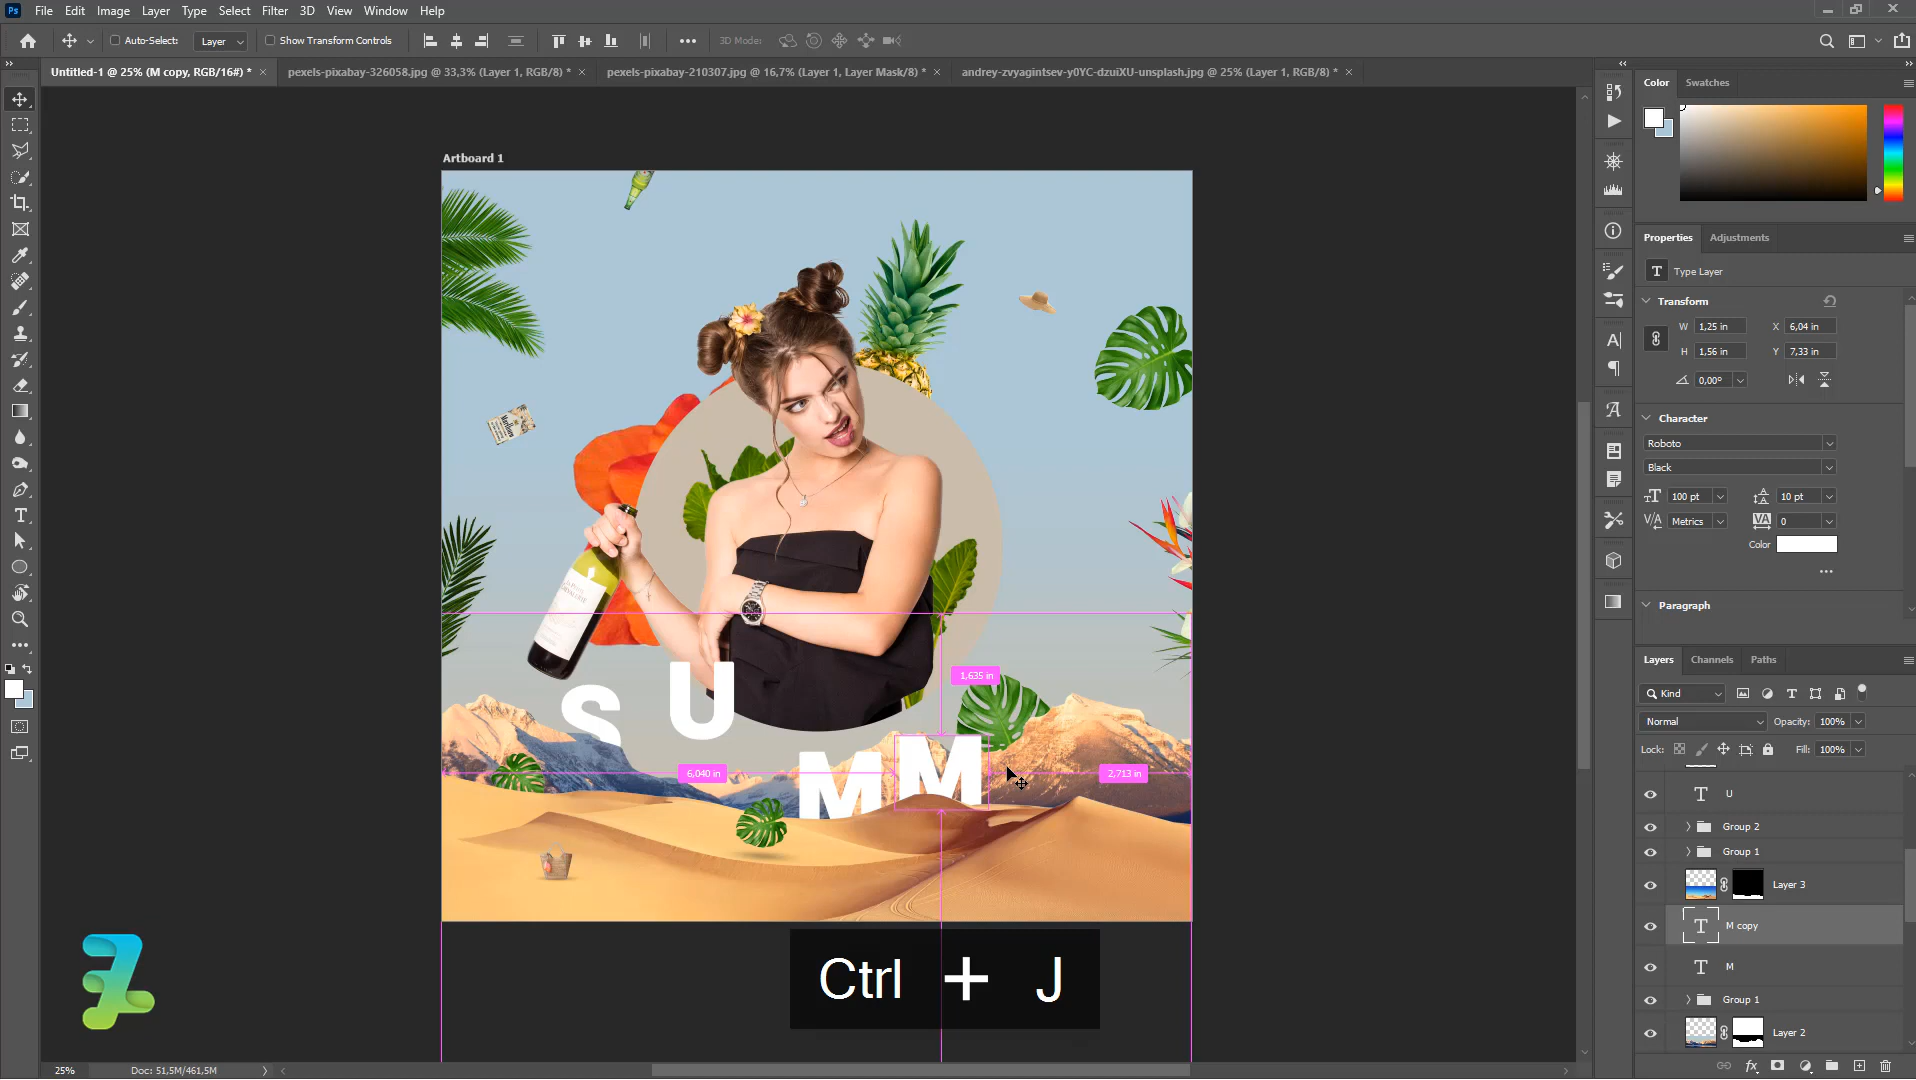 Ps File Edit Image Layer Type Select Filter 3D View Window Help
Auto-Select: Layer Show Transform Controls 3D Mode:
Untitled-1 @ 25% (M copy, RGB/16#) * × pexels-pixabay-326058.jpg @ 33,3% (Layer 1, RGB/8) * × pexels-pixabay-210307.jpg @ 16,7% (Layer 1, Layer Mask/8) * × andrey-zvyagintsev-y0YC-dzuiXU-unsplash.jpg @ 25% (Layer 1, RGB/8) * ×
Artboard 1
S U
M M
1,635 in
6,040 in
2,713 in
Ctrl + J
25% Doc: 51,5M/461,5M
Color Swatches
Properties Adjustments
T Type Layer
Transform
W 1,25 in X 6,04 in
H 1,56 in Y 7,33 in
0,00°
Character
Roboto
Black
100 pt 10 pt
Metrics 0
Color
Paragraph
Layers Channels Paths
Kind
Normal Opacity: 100%
Lock: Fill: 100%
T U
Group 2
Group 1
Layer 3
T M copy
T M
Group 1
Layer 2